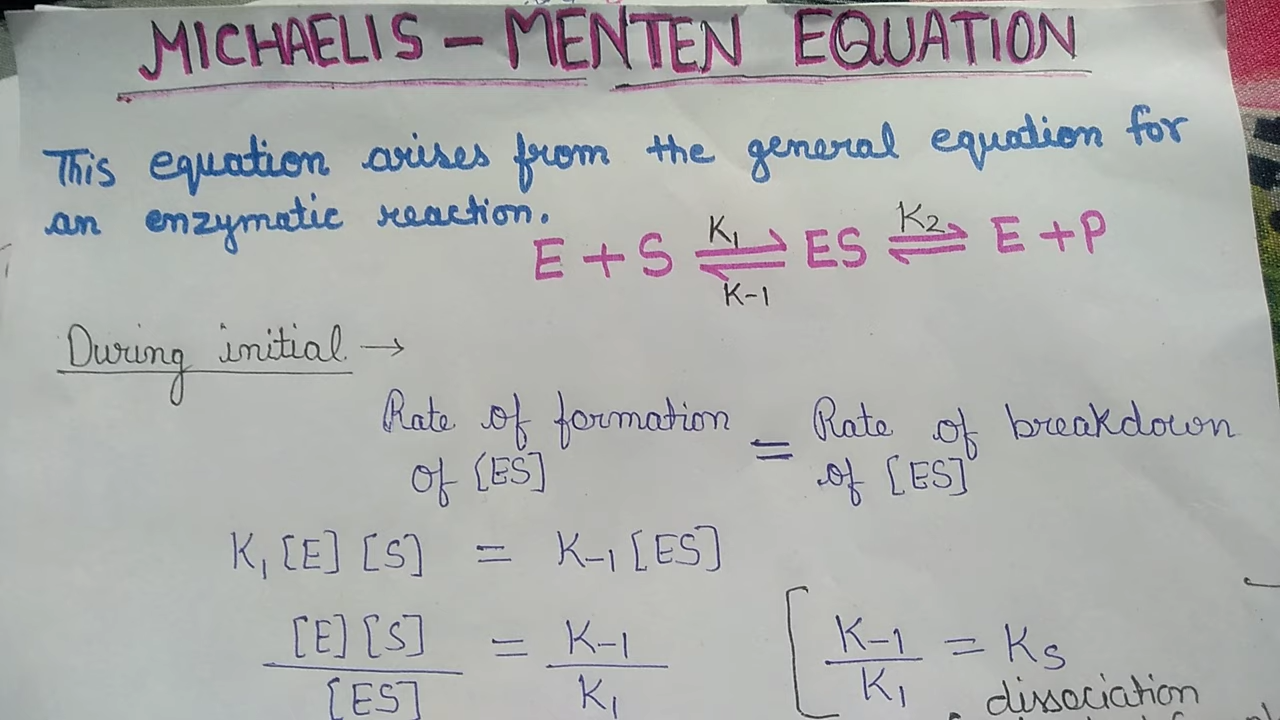 MICHAELIS – MENTEN EQUATION
This equation arises from the general equation for
an enzymatic reaction.
E + S ⇌ ES ⇌ E + P
K₁ K₂
K-1
During initial →
Rate of formation = Rate of breakdown
of [ES] of [ES]
K₁ [E] [S] = K-1 [ES]
[E] [S] / [ES] = K-1 / K₁ [ K-1 / K₁ = Ks
dissociation